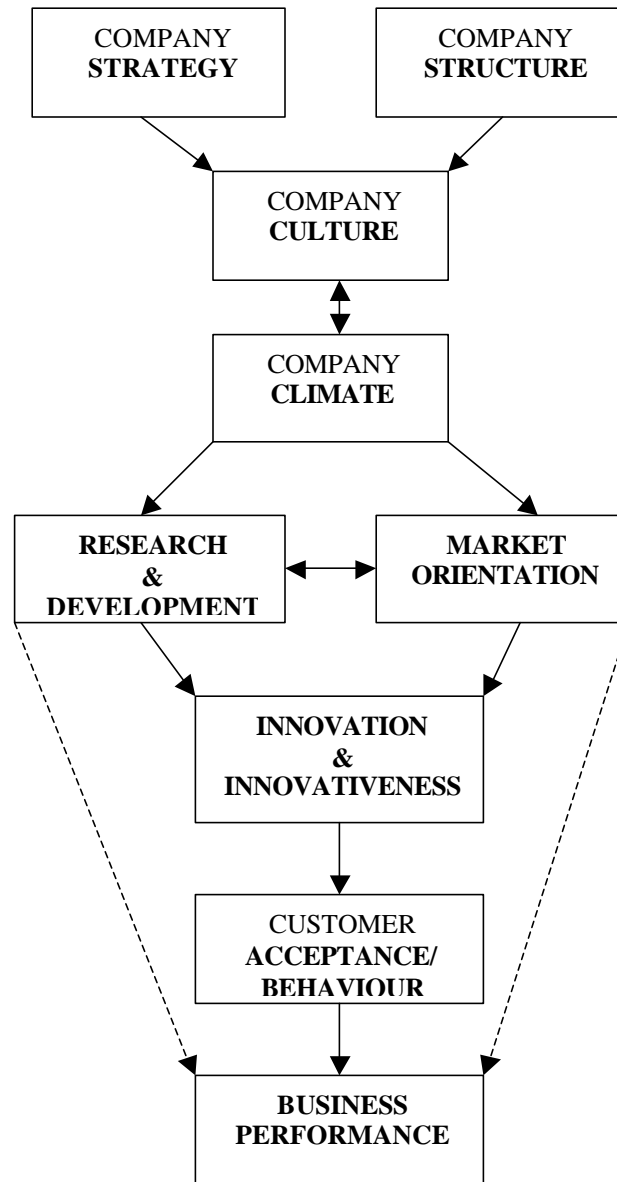 COMPANY
STRATEGY
COMPANY
STRUCTURE
COMPANY
CULTURE
COMPANY
CLIMATE
RESEARCH
&
DEVELOPMENT
MARKET
ORIENTATION
INNOVATION
&
INNOVATIVENESS
CUSTOMER
ACCEPTANCE/
BEHAVIOUR
BUSINESS
PERFORMANCE